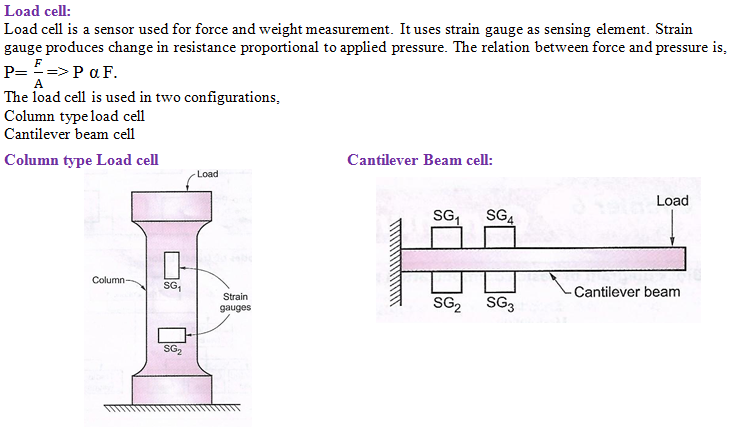 Load cell:
Load cell is a sensor used for force and weight measurement. It uses strain gauge as sensing element. Strain
gauge produces change in resistance proportional to applied pressure. The relation between force and pressure is,
P= F/A => P α F.
The load cell is used in two configurations,
Column type load cell
Cantilever beam cell
Column type Load cell
Cantilever Beam cell:
Load
Column
SG₁
Strain
gauges
SG₂
Load
SG₁ SG₄
Cantilever beam
SG₂ SG₃